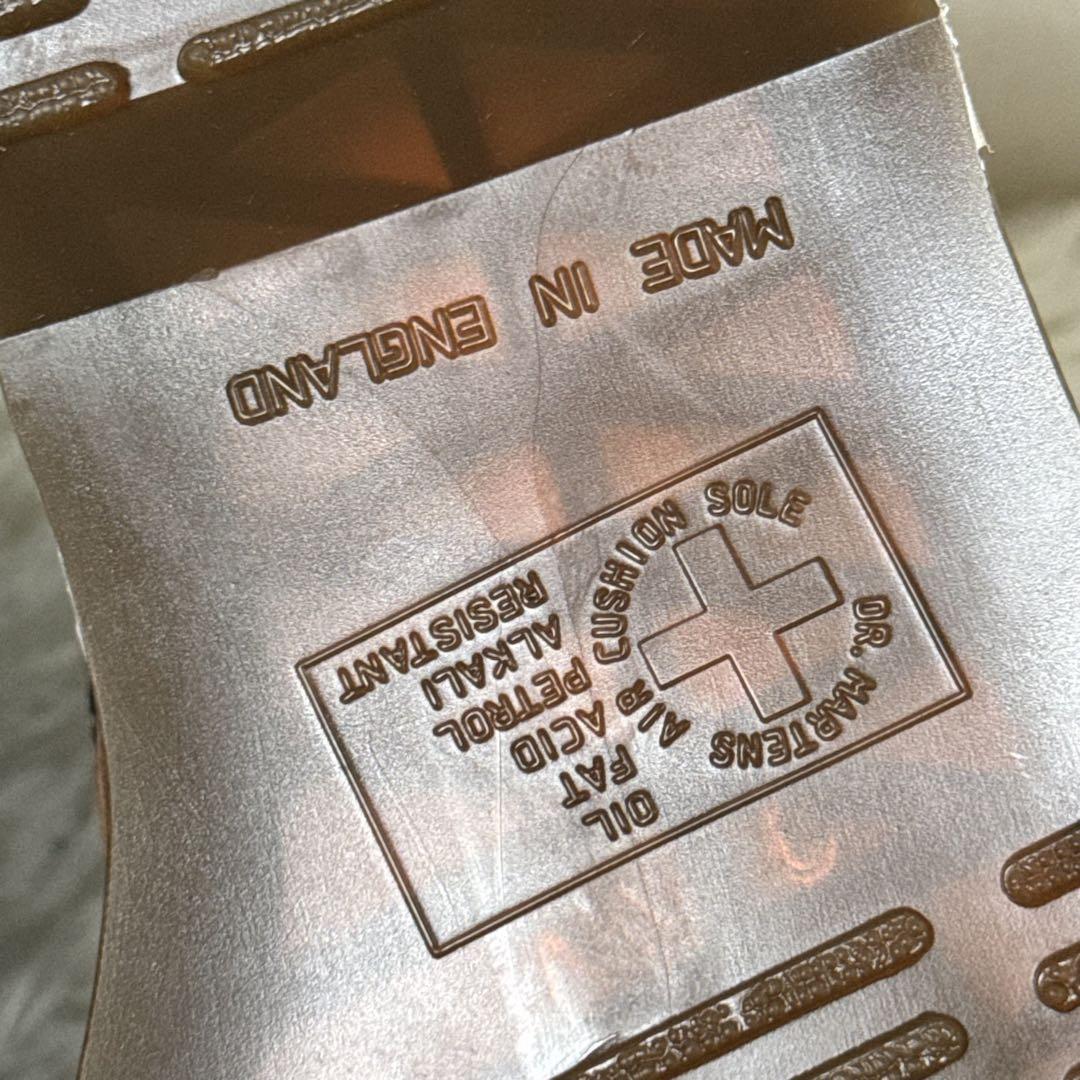 MADE IN ENGLAND
DR. MARTENS AIR CUSHION SOLE
OIL
FAT
ACID
PETROL
ALKALI
RESISTANT